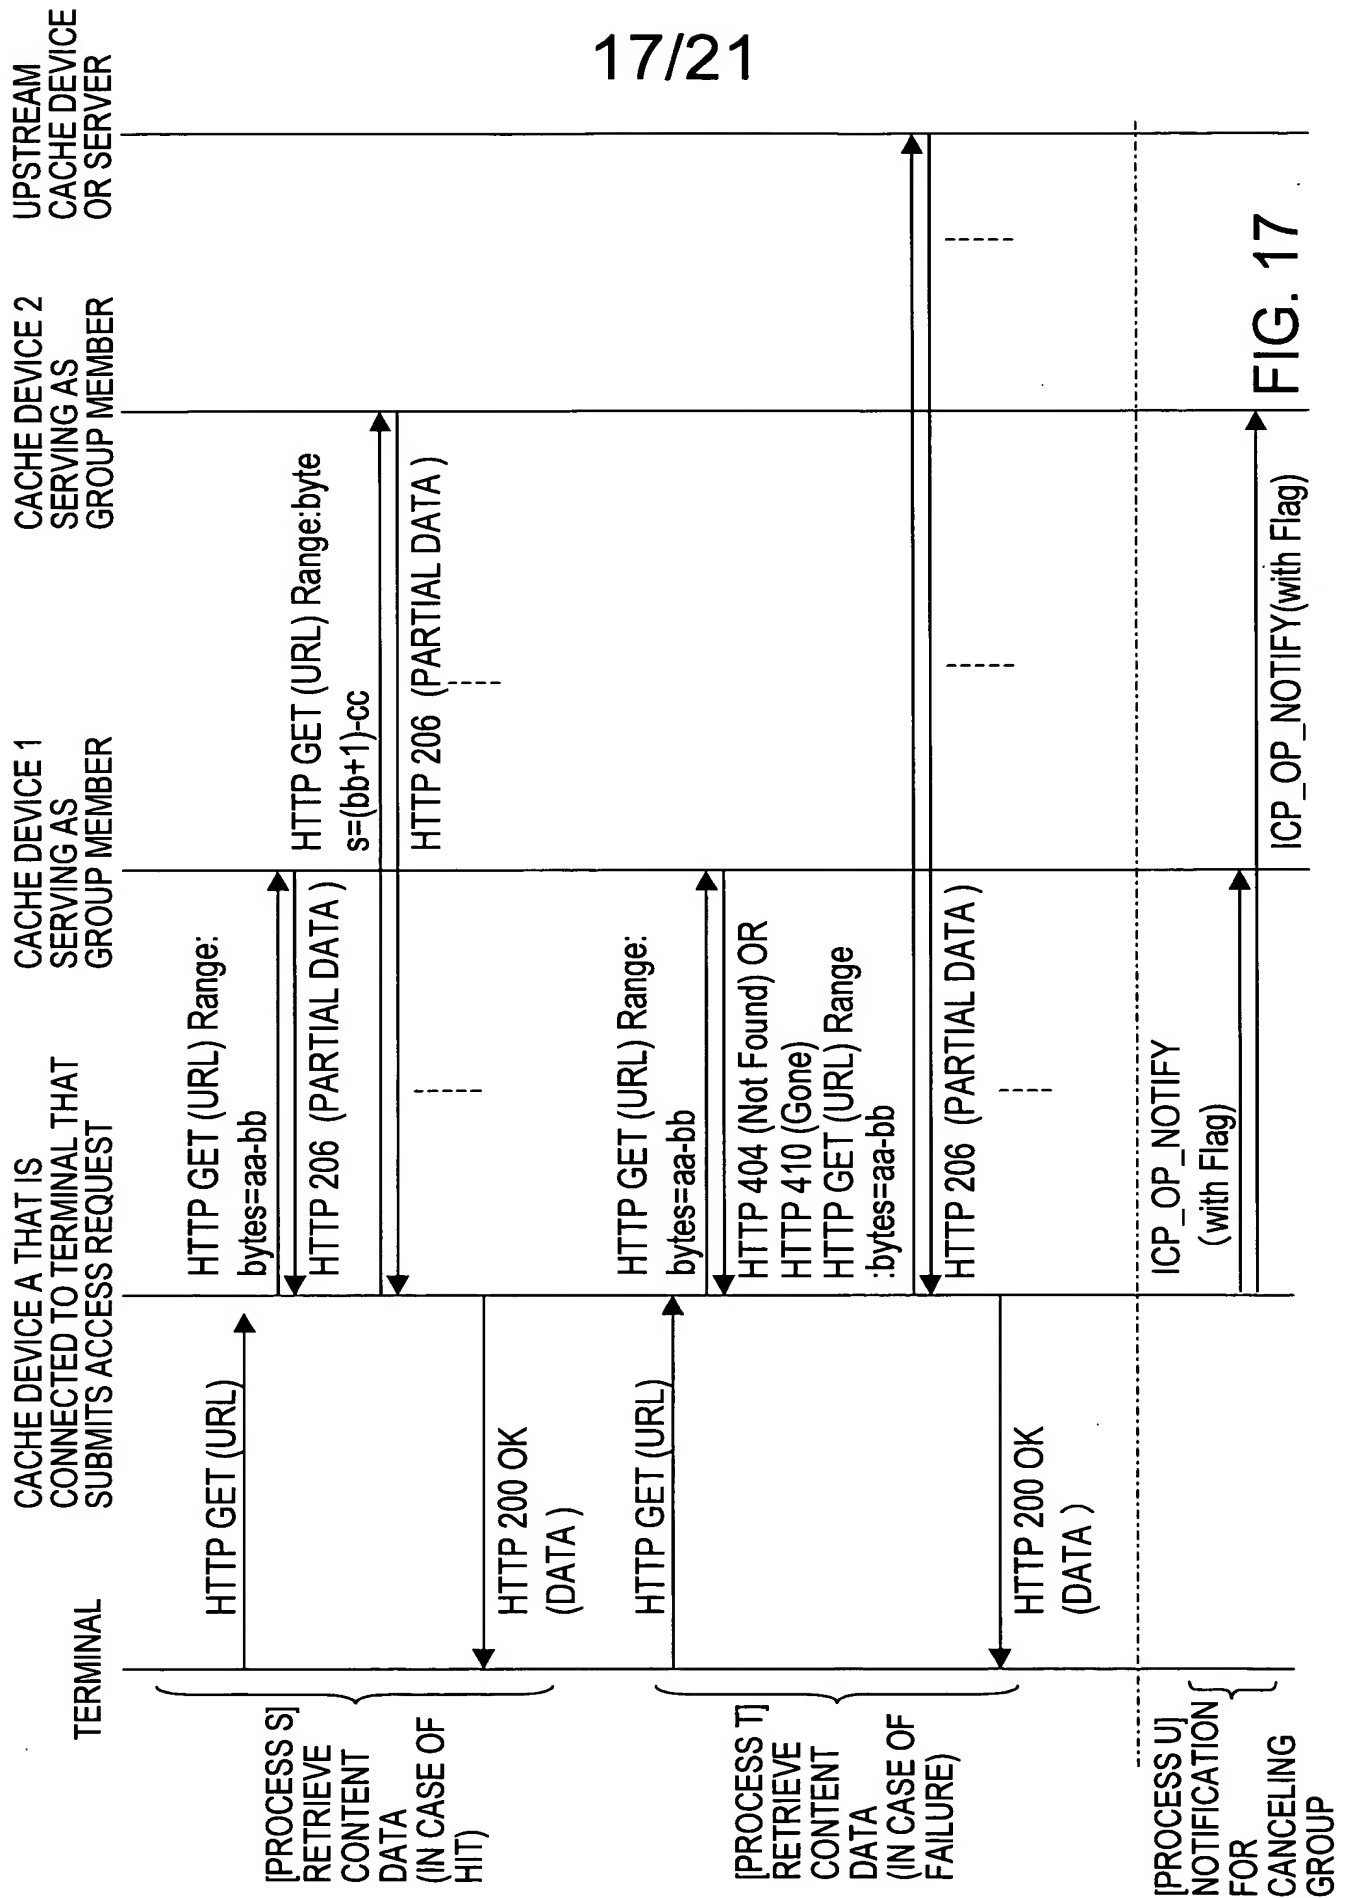 17/21
TERMINAL
CACHE DEVICE A THAT IS
CONNECTED TO TERMINAL THAT
SUBMITS ACCESS REQUEST
CACHE DEVICE 1
SERVING AS
GROUP MEMBER
CACHE DEVICE 2
SERVING AS
GROUP MEMBER
UPSTREAM
CACHE DEVICE
OR SERVER
[PROCESS S]
RETRIEVE
CONTENT
DATA
(IN CASE OF
HIT)
HTTP GET (URL)
HTTP GET (URL) Range:
bytes=aa-bb
HTTP 206 (PARTIAL DATA )
HTTP GET (URL) Range:byte
s=(bb+1)-cc
HTTP 206 (PARTIAL DATA )
HTTP 200 OK
(DATA )
[PROCESS T]
RETRIEVE
CONTENT
DATA
(IN CASE OF
FAILURE)
HTTP GET (URL)
HTTP GET (URL) Range:
bytes=aa-bb
HTTP 404 (Not Found) OR
HTTP 410 (Gone)
HTTP GET (URL) Range
:bytes=aa-bb
HTTP 206 (PARTIAL DATA )
HTTP 200 OK
(DATA )
[PROCESS U]
NOTIFICATION
FOR
CANCELING
GROUP
ICP_OP_NOTIFY
(with Flag)
ICP_OP_NOTIFY(with Flag)
FIG. 17